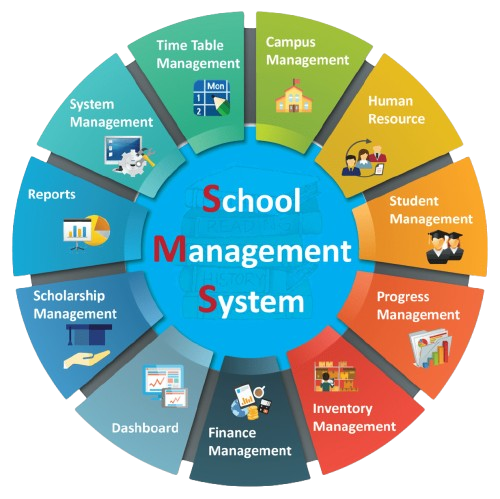 School
Management
System
Time Table
Management
Mon
1
2
Campus
Management
Human
Resource
Student
Management
Progress
Management
Inventory
Management
Finance
Management
Dashboard
Scholarship
Management
Reports
System
Management